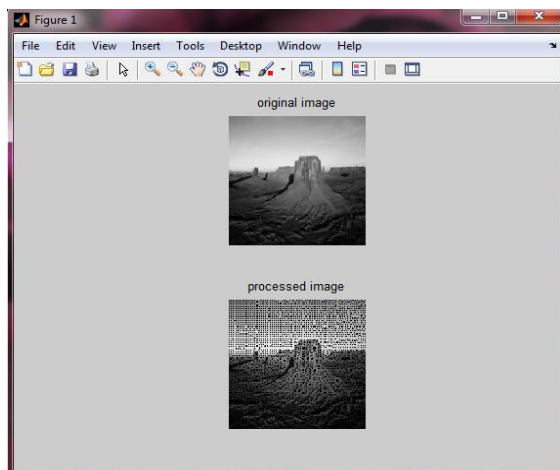 Figure 1
File Edit View Insert Tools Desktop Window Help
original image
processed image